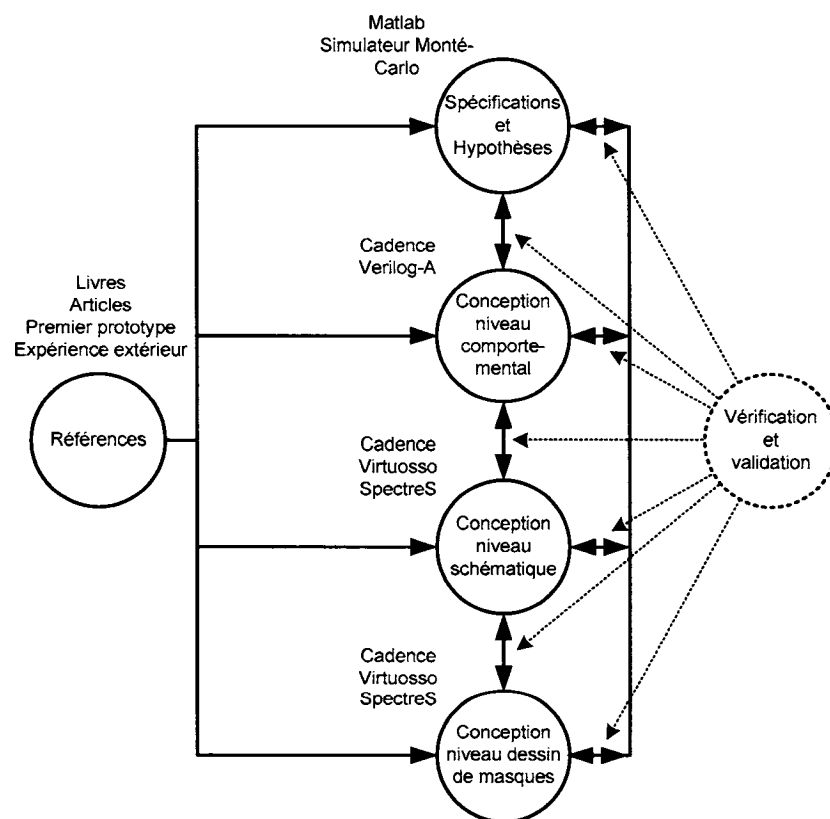 Matlab
Simulateur Monté-
Carlo
Spécifications
et
Hypothèses
Cadence
Verilog-A
Livres
Articles
Premier prototype
Expérience extérieur
Conception
niveau
comporte-
mental
Références
Cadence
Virtuosso
SpectreS
Vérification
et
validation
Conception
niveau
schématique
Cadence
Virtuosso
SpectreS
Conception
niveau dessin
de masques